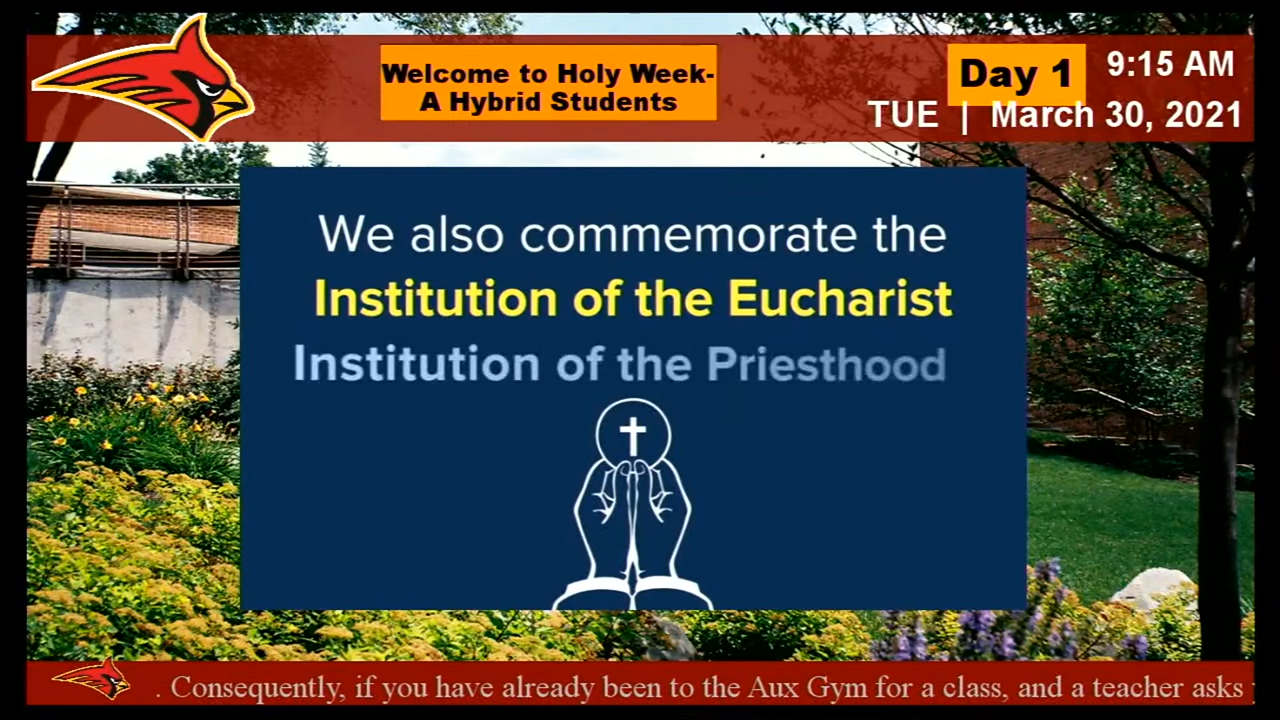 Welcome to Holy Week-
A Hybrid Students
Day 1
9:15 AM
TUE | March 30, 2021
We also commemorate the
Institution of the Eucharist
Institution of the Priesthood
. Consequently, if you have already been to the Aux Gym for a class, and a teacher asks